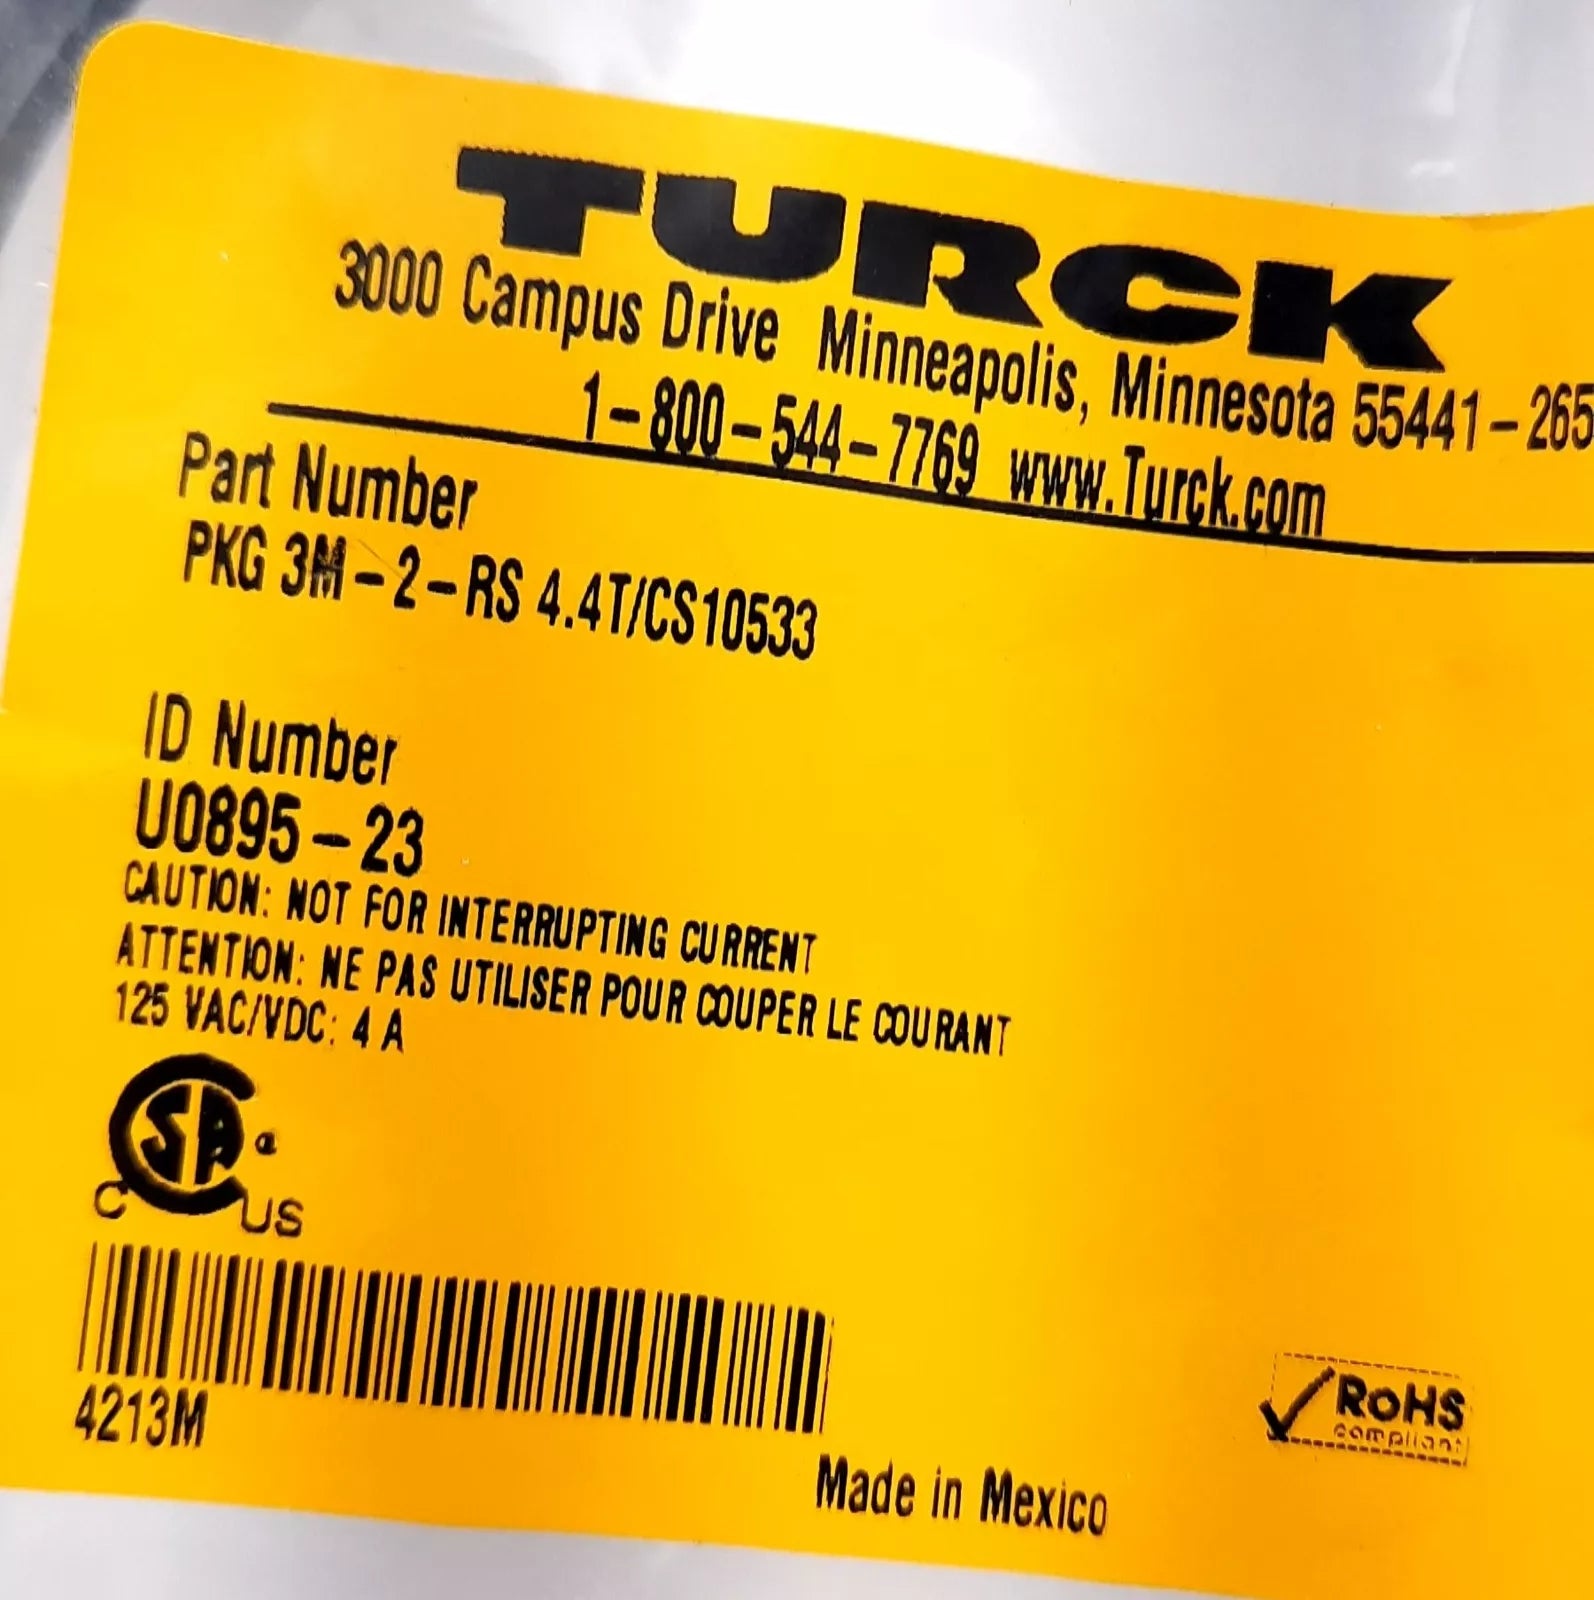 TURCK
3000 Campus Drive Minneapolis, Minnesota 55441-265
1-800-544-7769 www.Turck.com
Part Number
PKG 3M-2-RS 4.4T/CS10533
ID Number
U0895-23
CAUTION: NOT FOR INTERRUPTING CURRENT
ATTENTION: NE PAS UTILISER POUR COUPER LE COURANT
125 VAC/VDC: 4 A
CSA
C US
4213M
RoHS
compliant
Made in Mexico